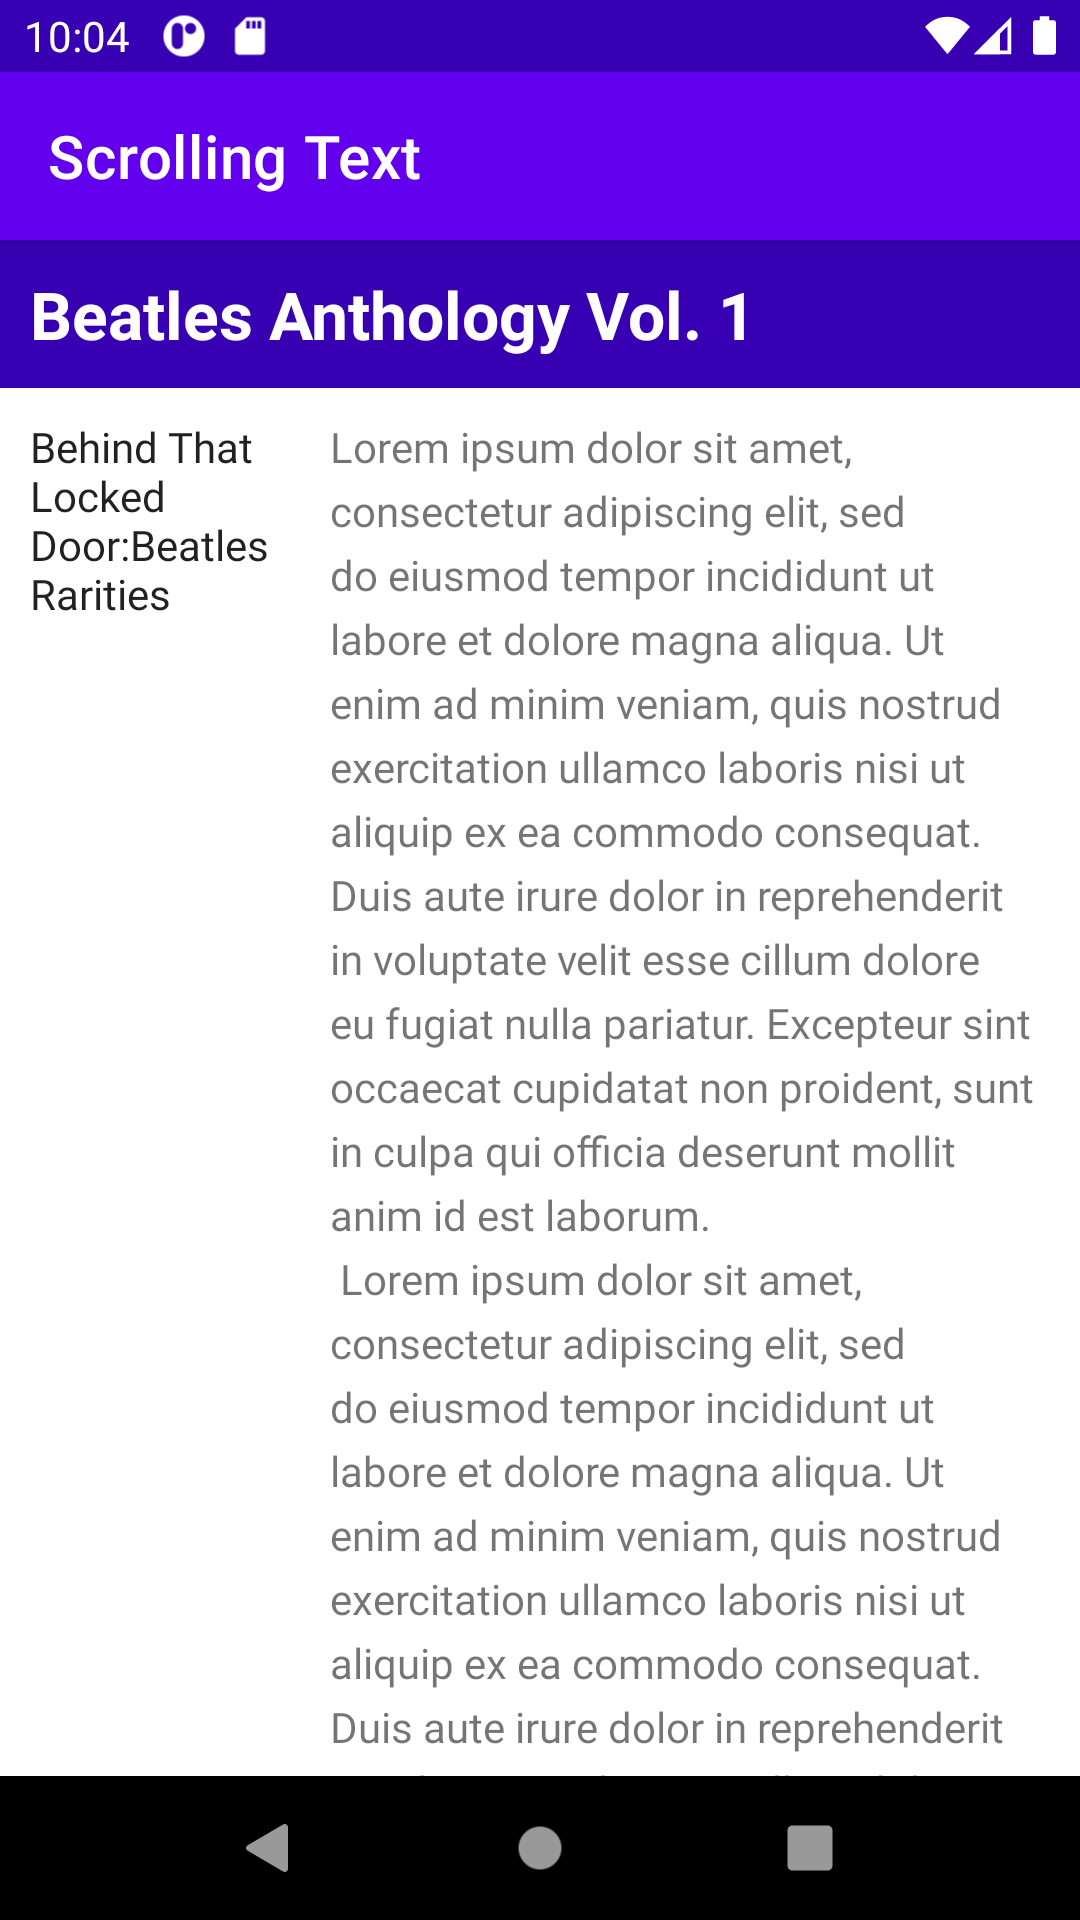 10:04
Scrolling Text
Beatles Anthology Vol. 1
Behind That
Locked
Door:Beatles
Rarities
Lorem ipsum dolor sit amet,
consectetur adipiscing elit, sed
do eiusmod tempor incididunt ut
labore et dolore magna aliqua. Ut
enim ad minim veniam, quis nostrud
exercitation ullamco laboris nisi ut
aliquip ex ea commodo consequat.
Duis aute irure dolor in reprehenderit
in voluptate velit esse cillum dolore
eu fugiat nulla pariatur. Excepteur sint
occaecat cupidatat non proident, sunt
in culpa qui officia deserunt mollit
anim id est laborum.
Lorem ipsum dolor sit amet,
consectetur adipiscing elit, sed
do eiusmod tempor incididunt ut
labore et dolore magna aliqua. Ut
enim ad minim veniam, quis nostrud
exercitation ullamco laboris nisi ut
aliquip ex ea commodo consequat.
Duis aute irure dolor in reprehenderit